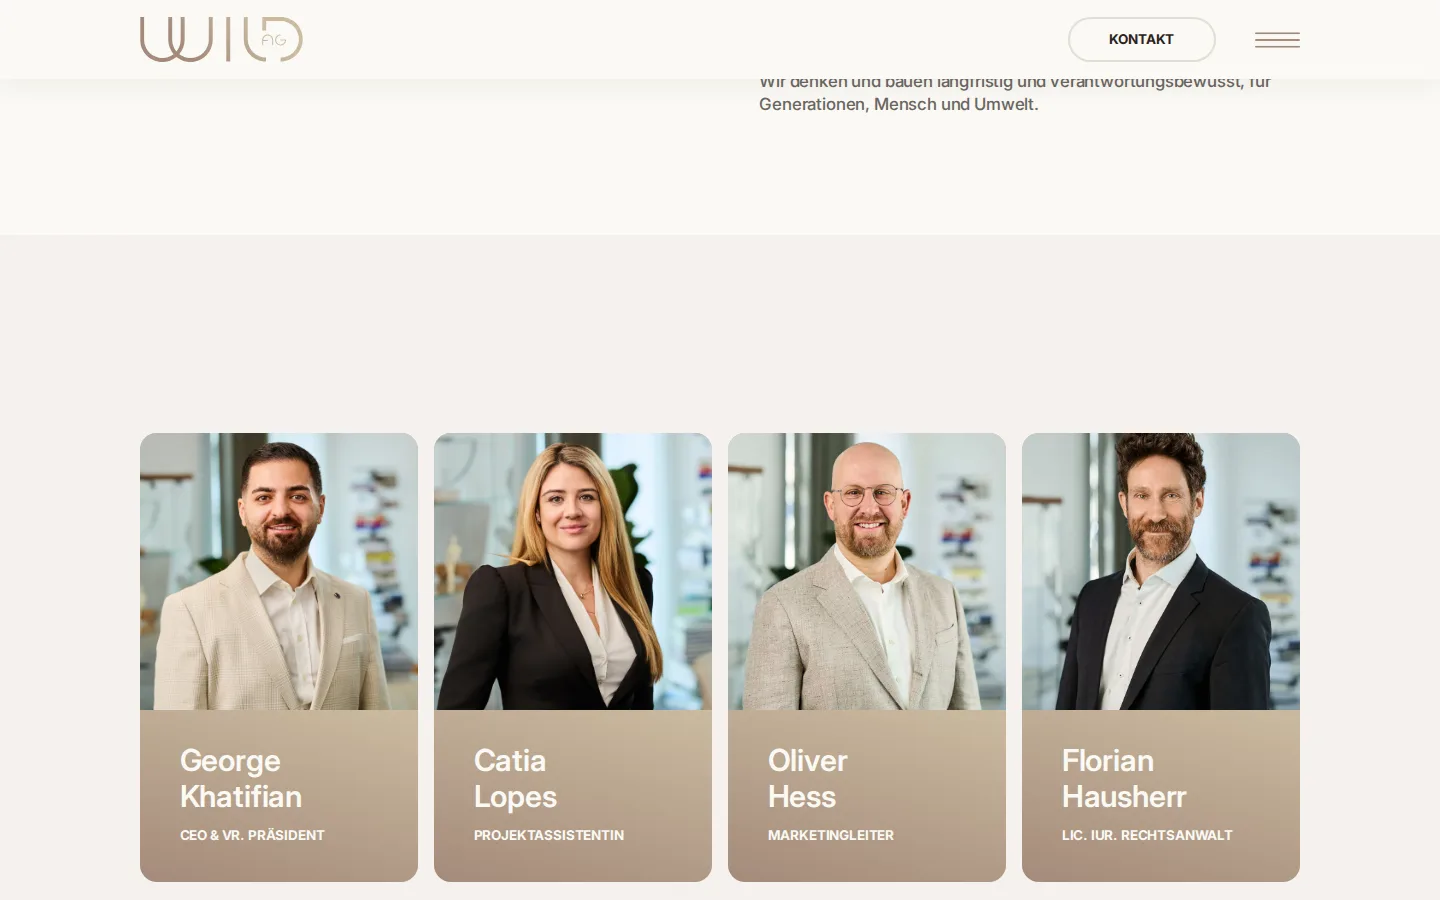 WILD
AG
KONTAKT
Wir denken und bauen langfristig und verantwortungsbewusst, für
Generationen, Mensch und Umwelt.
George
Khatifian
CEO & VR. PRÄSIDENT
Catia
Lopes
PROJEKTASSISTENTIN
Oliver
Hess
MARKETINGLEITER
Florian
Hausherr
LIC. IUR. RECHTSANWALT